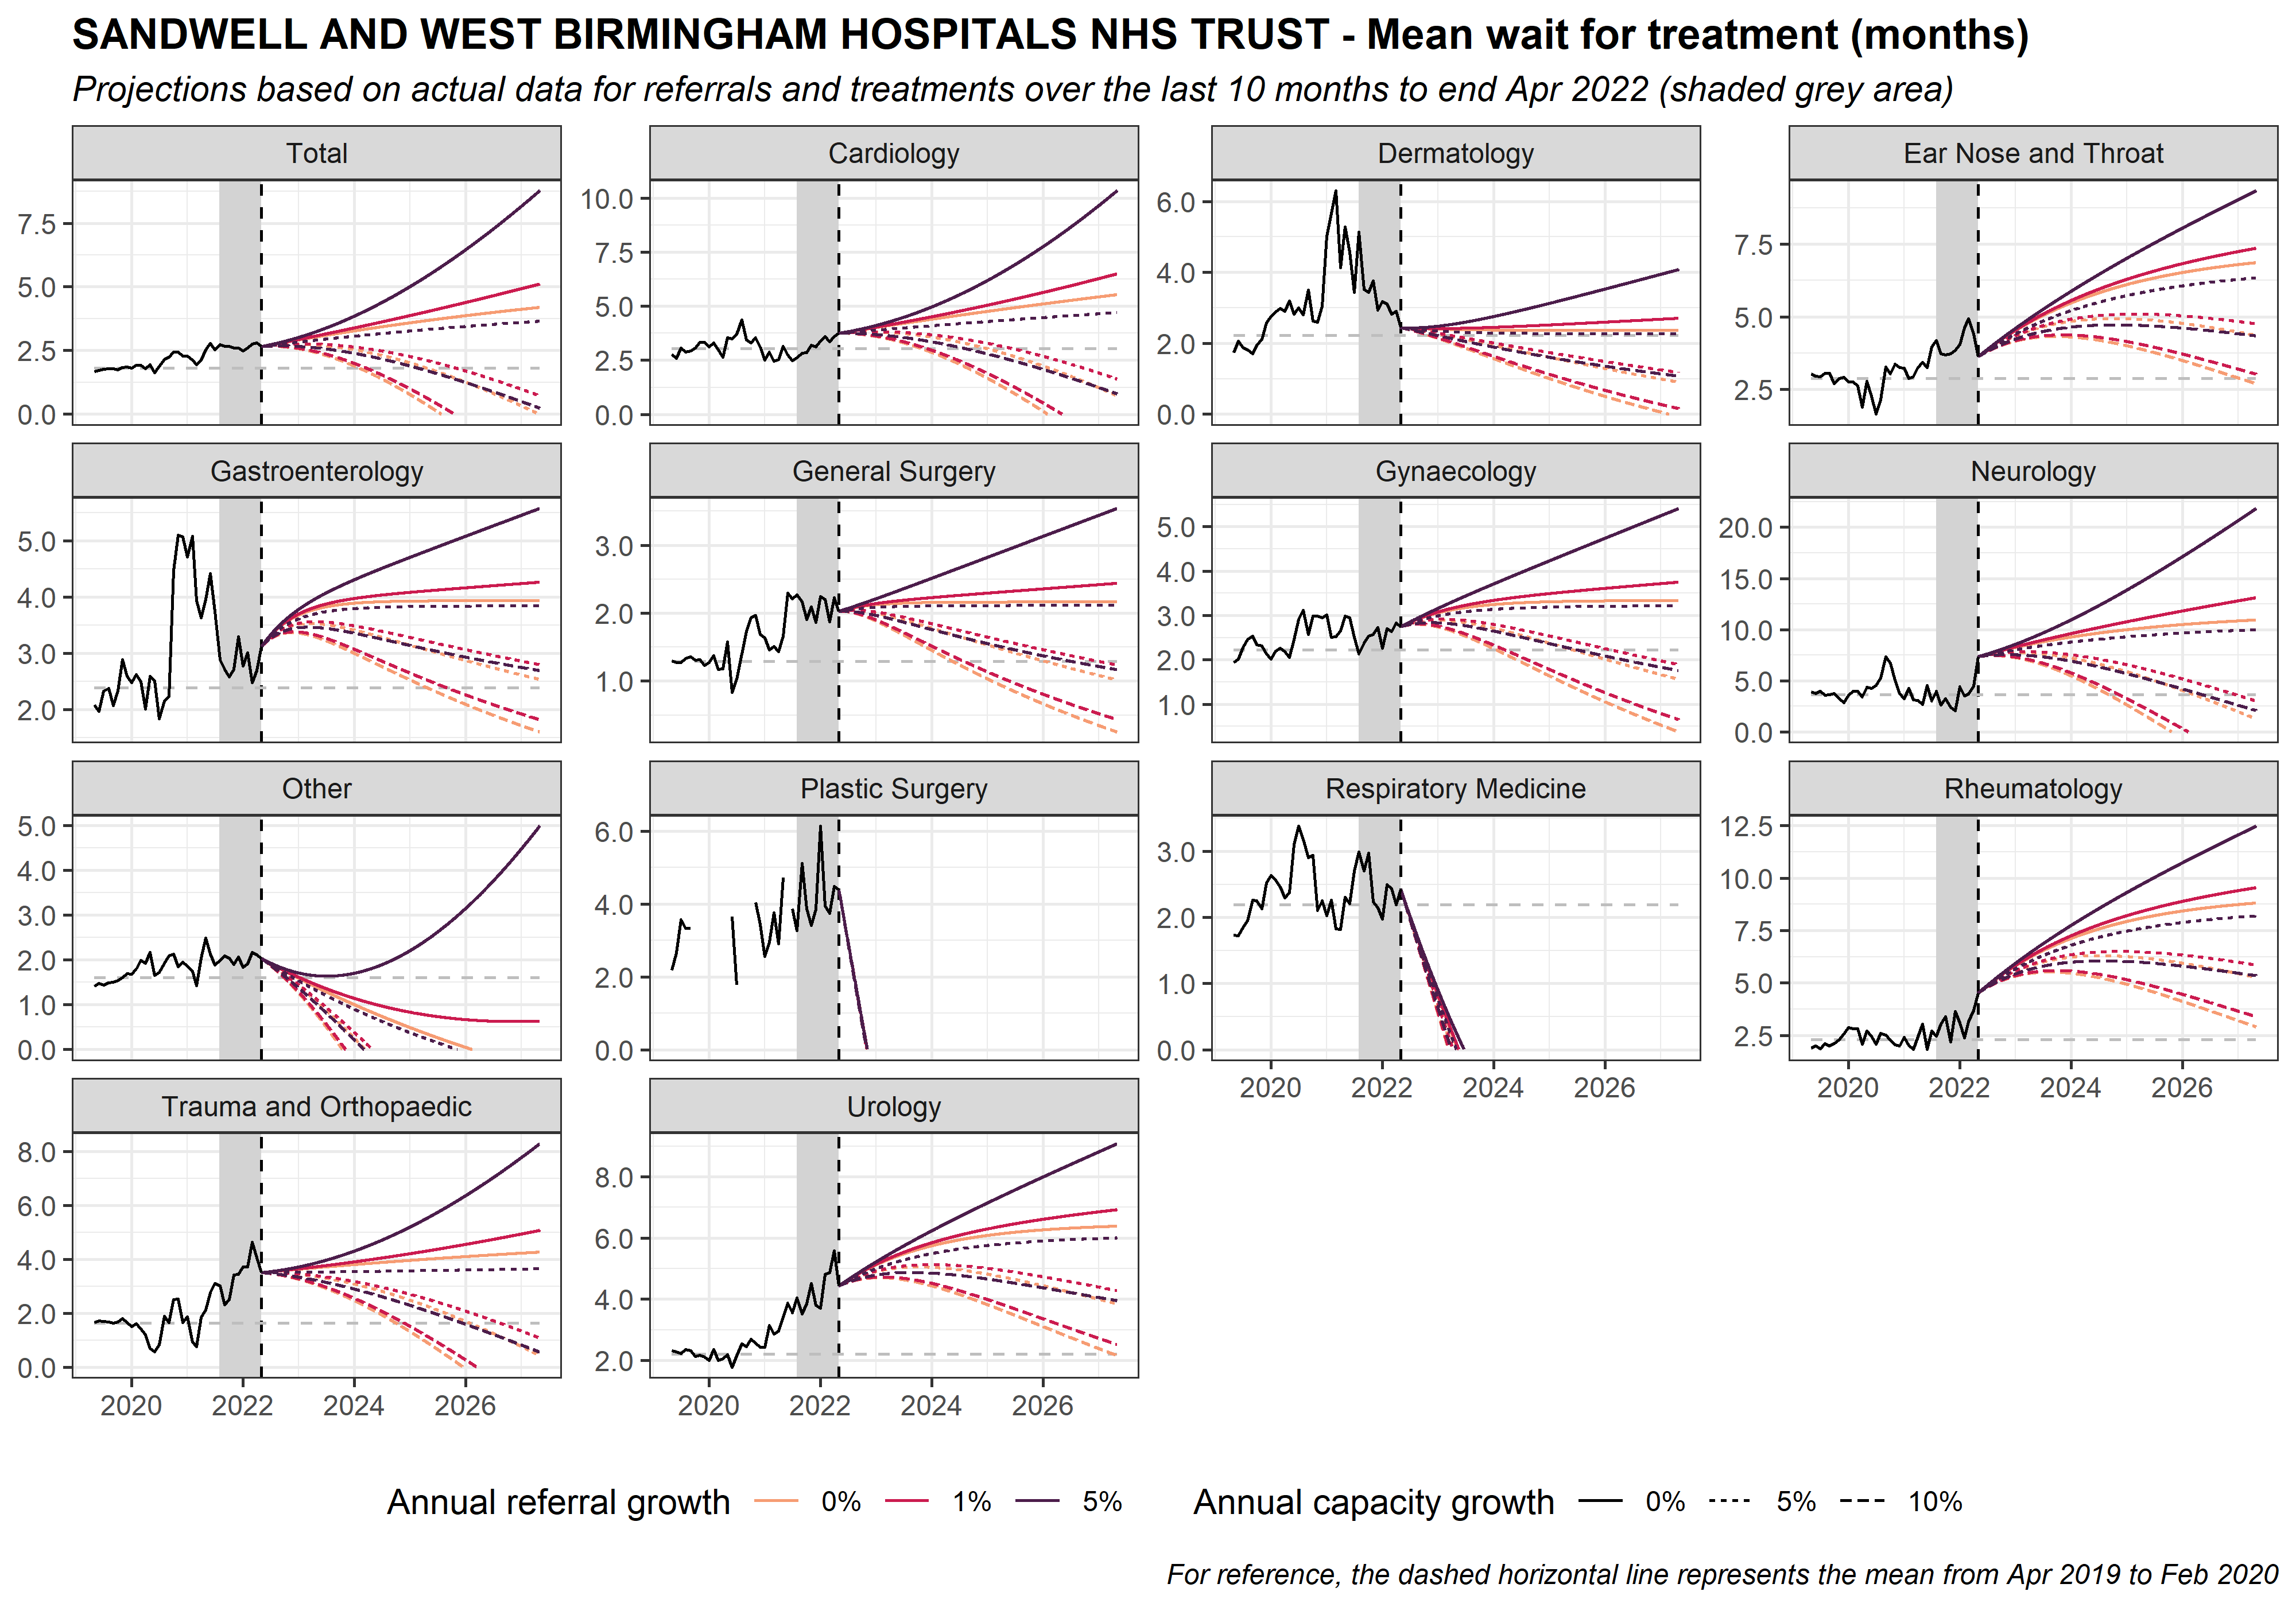 SANDWELL AND WEST BIRMINGHAM HOSPITALS NHS TRUST - Mean wait for treatment (months)
Projections based on actual data for referrals and treatments over the last 10 months to end Apr 2022 (shaded grey area)
Total
7.5
5.0
2.5
0.0
Cardiology
10.0
7.5
5.0
2.5
0.0
Dermatology
6.0
4.0
2.0
0.0
Ear Nose and Throat
7.5
5.0
2.5
Gastroenterology
5.0
4.0
3.0
2.0
General Surgery
3.0
2.0
1.0
Gynaecology
5.0
4.0
3.0
2.0
1.0
Neurology
20.0
15.0
10.0
5.0
0.0
Other
5.0
4.0
3.0
2.0
1.0
0.0
Plastic Surgery
6.0
4.0
2.0
0.0
Respiratory Medicine
3.0
2.0
1.0
0.0
2020 2022 2024 2026
Rheumatology
12.5
10.0
7.5
5.0
2.5
2020 2022 2024 2026
Trauma and Orthopaedic
8.0
6.0
4.0
2.0
0.0
2020 2022 2024 2026
Urology
8.0
6.0
4.0
2.0
2020 2022 2024 2026
Annual referral growth 0% 1% 5% Annual capacity growth 0% 5% 10%
For reference, the dashed horizontal line represents the mean from Apr 2019 to Feb 2020